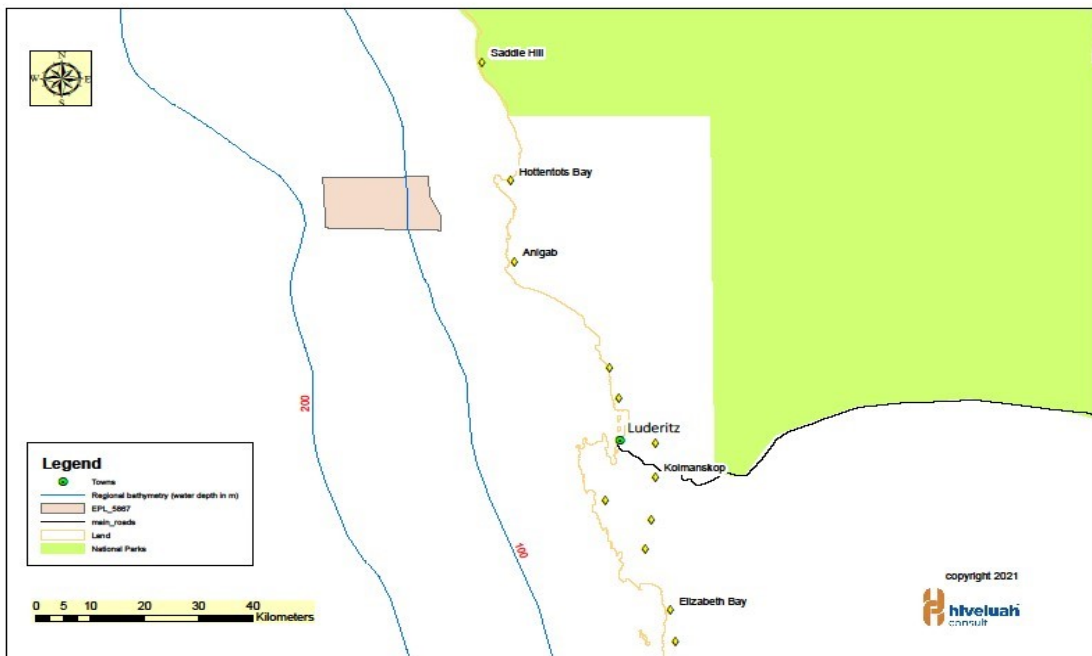 N
W
E
S
Saddle Hill
Hottentots Bay
Anigab
200
Luderitz
Kolmanskop
100
Elizabeth Bay
Legend
Towns
Regional bathymetry (water depth in m)
EPL_5867
main_roads
Land
National Parks
0 5 10 20 30 40
Kilometers
copyright 2021
hiveluah
consult